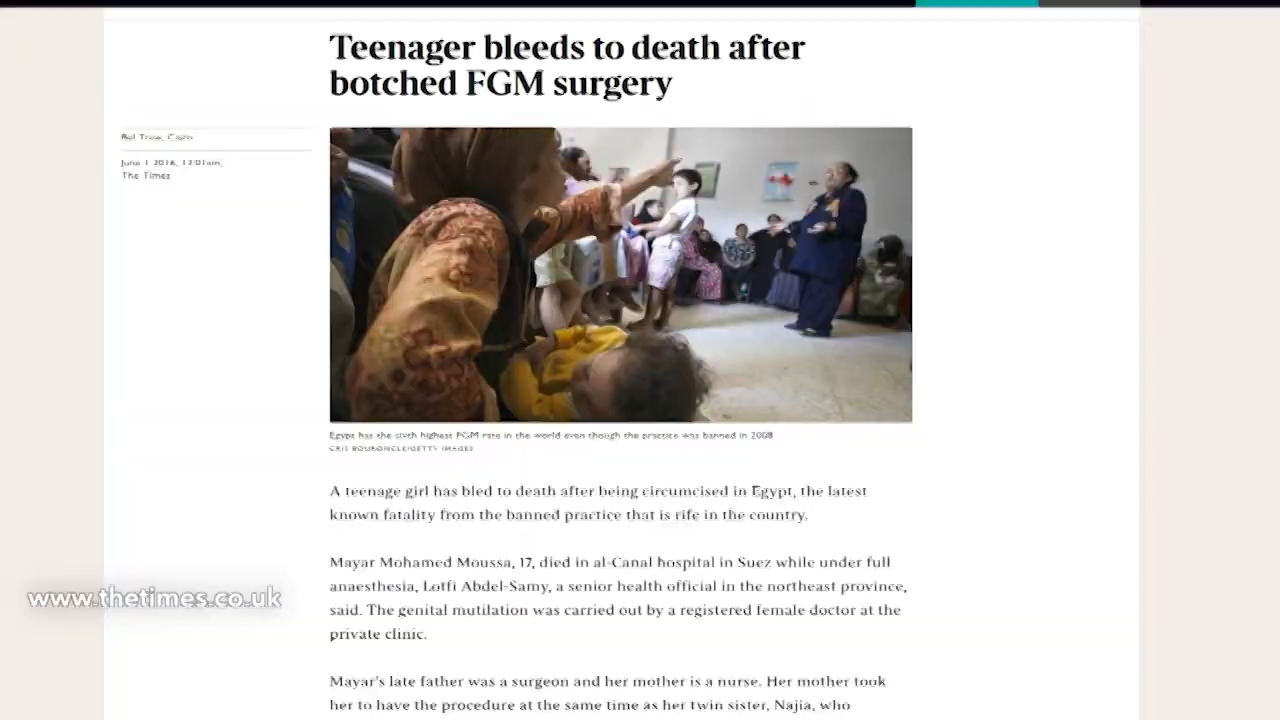 Teenager bleeds to death after
botched FGM surgery
Bel Trew, Cairo
June 1 2016, 12:01am,
The Times
Egypt has the sixth highest FGM rate in the world even though the practice was banned in 2008
A teenage girl has bled to death after being circumcised in Egypt, the latest
known fatality from the banned practice that is rife in the country.
Mayar Mohamed Moussa, 17, died in al-Canal hospital in Suez while under full
anaesthesia, Lotfi Abdel-Samy, a senior health official in the northeast province,
said. The genital mutilation was carried out by a registered female doctor at the
private clinic.
www.thetimes.co.uk
Mayar's late father was a surgeon and her mother is a nurse. Her mother took
her to have the procedure at the same time as her twin sister, Najia, who